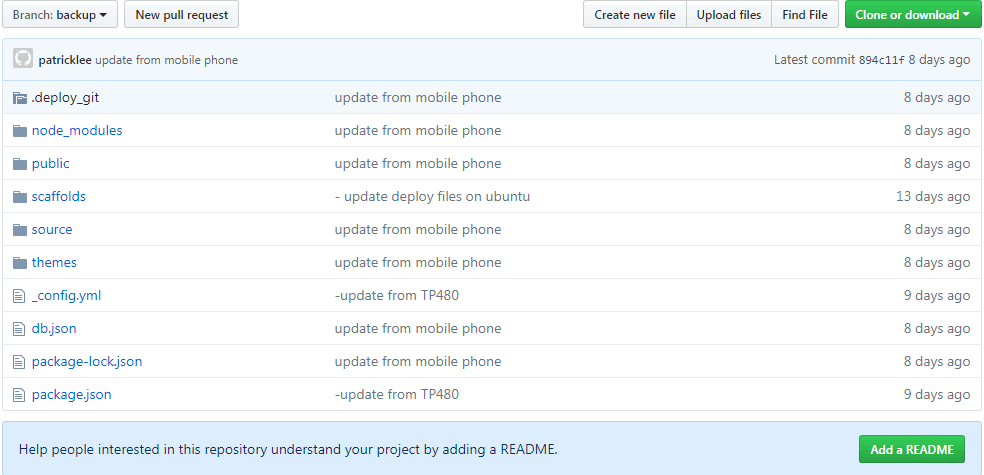 Branch: backup New pull request Create new file Upload files Find File Clone or download
patricklee update from mobile phone Latest commit 894c11f 8 days ago
.deploy_git update from mobile phone 8 days ago
node_modules update from mobile phone 8 days ago
public update from mobile phone 8 days ago
scaffolds - update deploy files on ubuntu 13 days ago
source update from mobile phone 8 days ago
themes update from mobile phone 8 days ago
_config.yml -update from TP480 9 days ago
db.json update from mobile phone 8 days ago
package-lock.json update from mobile phone 8 days ago
package.json -update from TP480 9 days ago
Help people interested in this repository understand your project by adding a README. Add a README